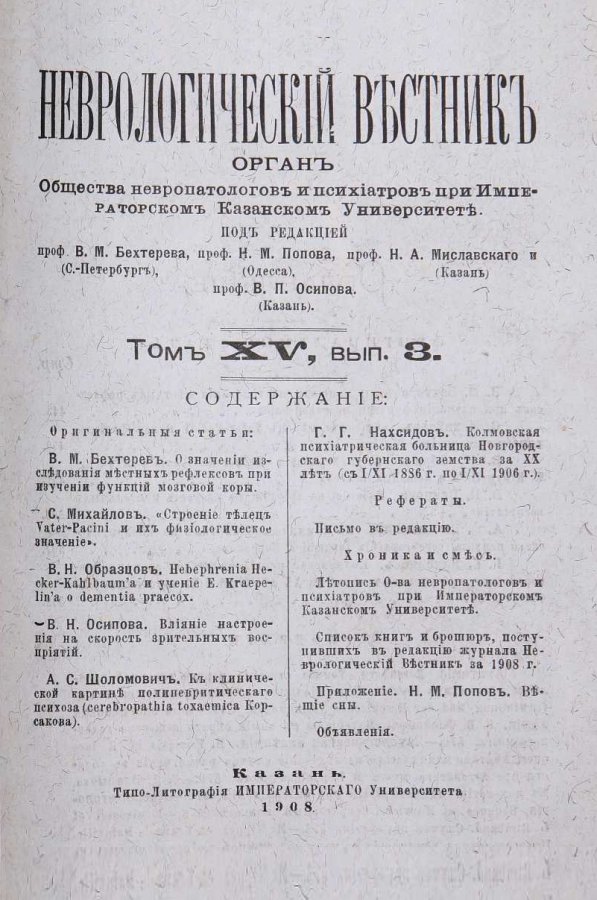 НЕВРОЛОГИЧЕСКІЙ ВѢСТНИКЪ
ОРГАНЪ
Общества невропатологовъ и психіатровъ при Импе-
раторскомъ Казанскомъ Университетѣ.
ПОДЪ РЕДАКЦІЕЙ
проф. В. М. Бехтерева, проф. Н. М. Попова, проф. Н. А. Миславскаго и
(С.-Петербургъ), (Одесса), (Казань)
проф. В. П. Осипова.
(Казань).
Томъ XV, вып. 3.
СОДЕРЖАНІЕ:
Оригинальныя статьи:
В. М. Бехтеревъ. О значеніи из-
слѣдованія мѣстныхъ рефлексовъ при
изученіи функцій мозговой коры.
С. Михайловъ. «Строеніе тѣлецъ
Vater-Pacini и ихъ физіологическое
значеніе».
В. Н. Образцовъ. Hebephrenia He-
cker-Kahlbaum'a и ученіе E. Kraepe-
lin'a o dementia praecox.
В. Н. Осипова. Вліяніе настрое-
нія на скорость зрительныхъ вос-
пріятій.
А. С. Шоломовичъ. Къ клиниче-
ской картинѣ полиневритическаго
психоза (cerebropathia toxaemica Кор-
сакова).
Г. Г. Нахсидовъ. Колмовская
психіатрическая больница Новгород-
скаго губернскаго земства за XX
лѣтъ (съ I/XI 1886 г. по I/XI 1906 г.).
Рефераты.
Письмо въ редакцію.
Хроника и смѣсь.
Лѣтопись О-ва невропатологовъ и
психіатровъ при Императорскомъ
Казанскомъ Университетѣ.
Списокъ книгъ и брошюръ, посту-
пившихъ въ редакцію журнала Не-
врологическій Вѣстникъ за 1908 г.
Приложеніе. Н. М. Поповъ. Вѣ-
щіе сны.
Объявленія.
Казань.
Типо-Литографія ИМПЕРАТОРСКАГО Университета
1908.